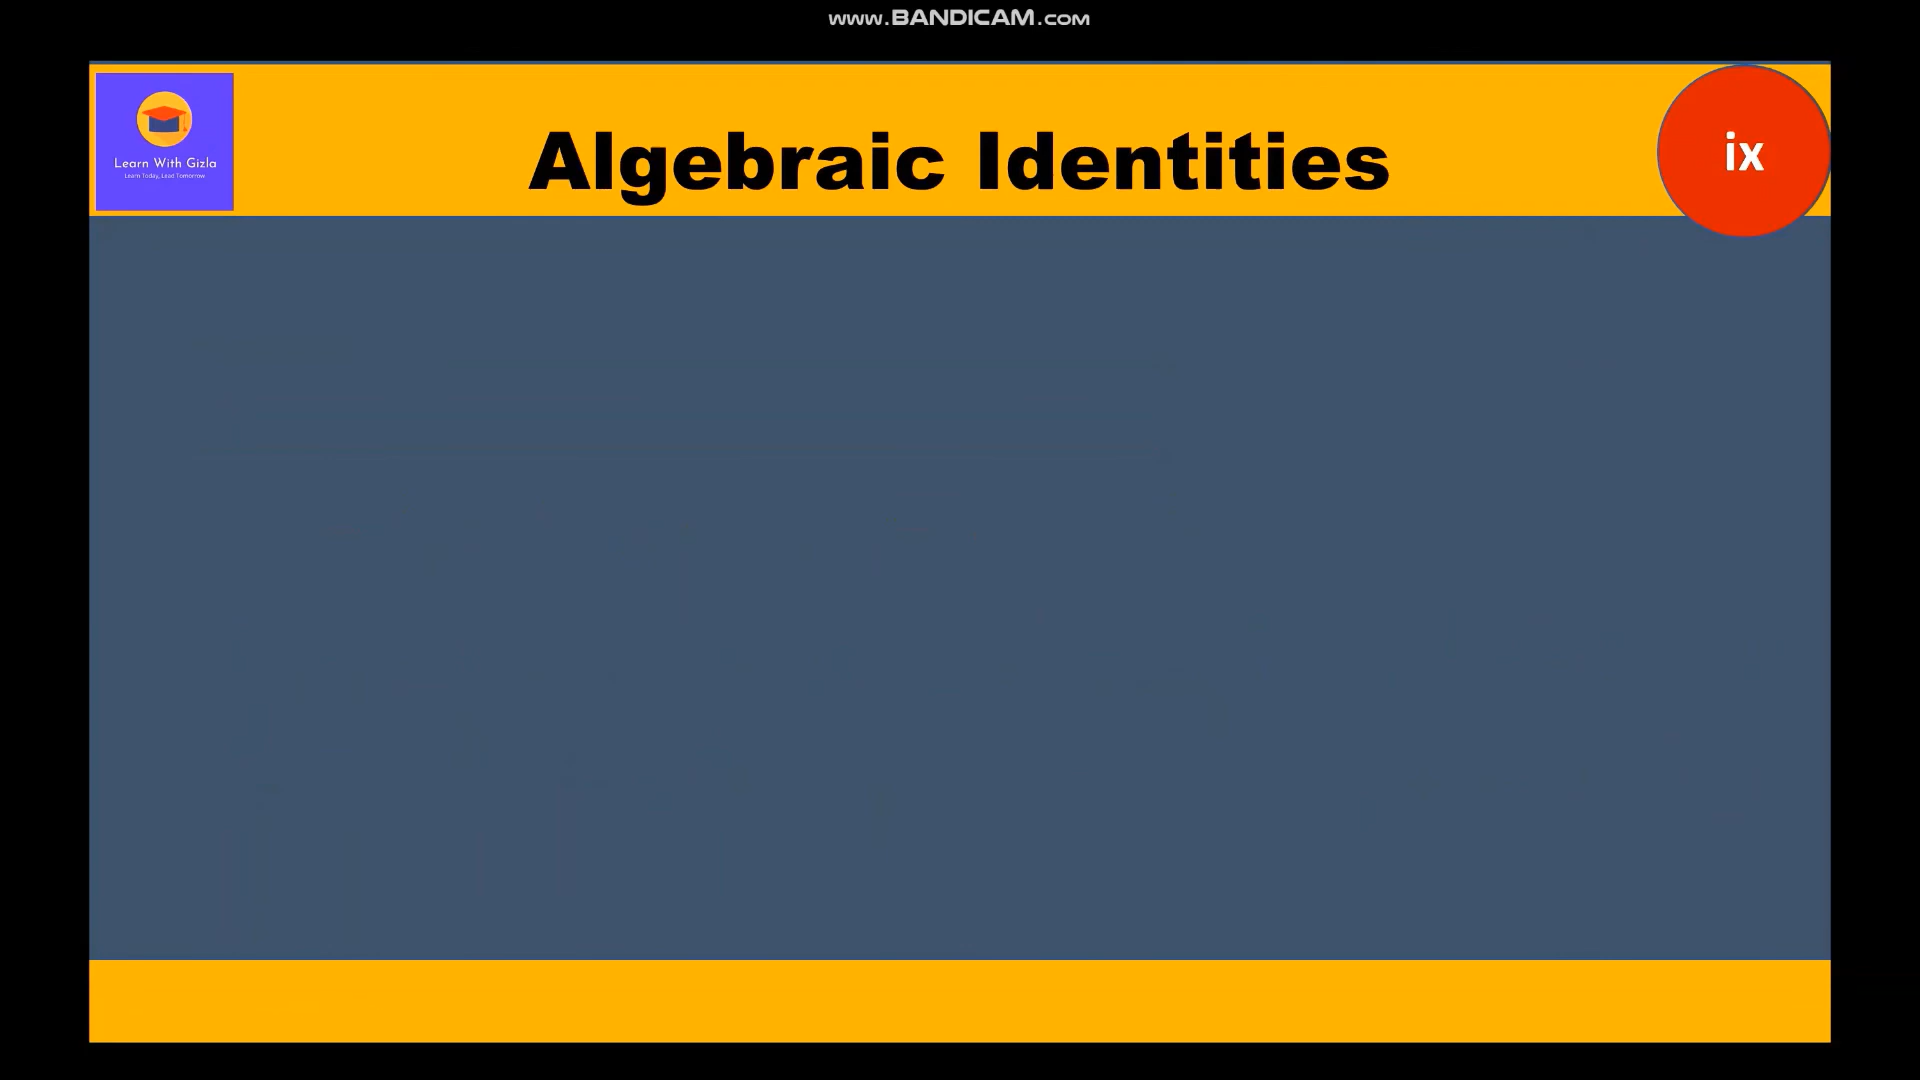 www.BANDICAM.com
Learn With Gizla
Learn Today, Lead Tomorrow
Algebraic Identities
ix